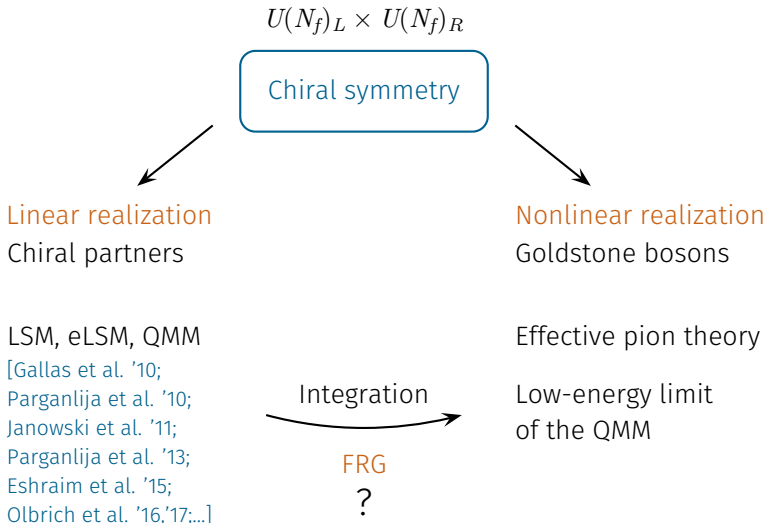 U(N_f)_L × U(N_f)_R
Chiral symmetry
Linear realization
Chiral partners
LSM, eLSM, QMM
[Gallas et al. '10;
Parganlija et al. '10;
Janowski et al. '11;
Parganlija et al. '13;
Eshraim et al. '15;
Olbrich et al. '16,'17;...]
Integration
FRG
?
Nonlinear realization
Goldstone bosons
Effective pion theory
Low-energy limit
of the QMM